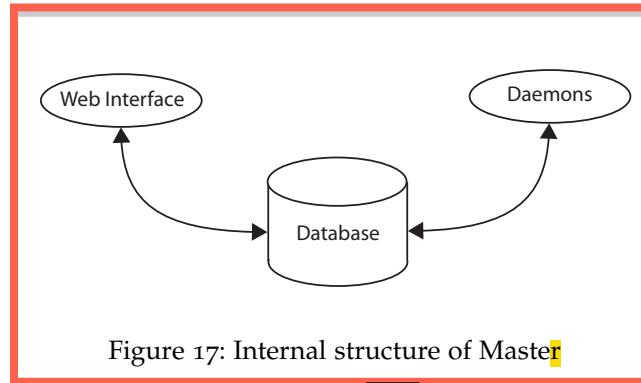 Web Interface
Daemons
Database
Figure 17: Internal structure of Master